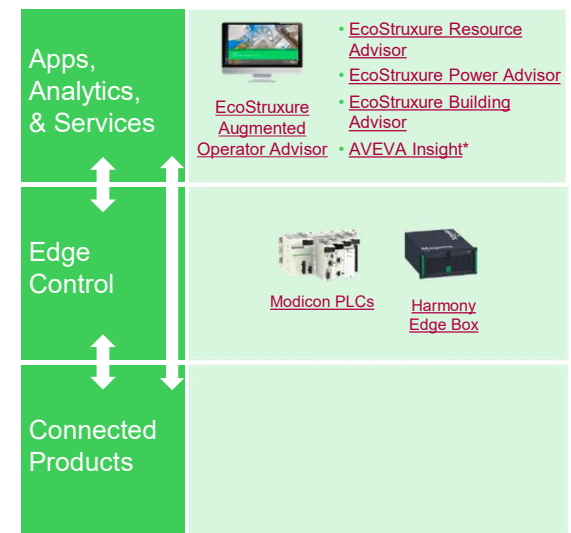 Apps,
Analytics,
& Services
EcoStruxure
Augmented
Operator Advisor
• EcoStruxure Resource
Advisor
• EcoStruxure Power Advisor
• EcoStruxure Building
Advisor
• AVEVA Insight*
Edge
Control
Modicon PLCs
Harmony
Edge Box
Connected
Products